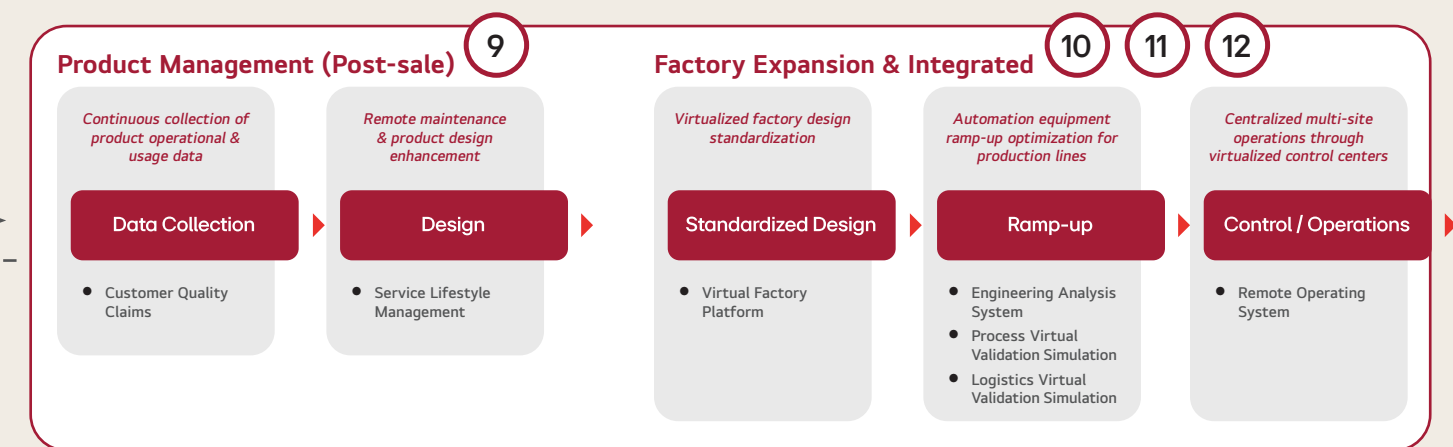 Product Management (Post-sale)
9
Continuous collection of
product operational &
usage data
Data Collection
Customer Quality
Claims
Remote maintenance
& product design
enhancement
Design
Service Lifestyle
Management
Factory Expansion & Integrated
10
11
12
Virtualized factory design
standardization
Standardized Design
Virtual Factory
Platform
Automation equipment
ramp-up optimization for
production lines
Ramp-up
Engineering Analysis
System
Process Virtual
Validation Simulation
Logistics Virtual
Validation Simulation
Centralized multi-site
operations through
virtualized control centers
Control / Operations
Remote Operating
System